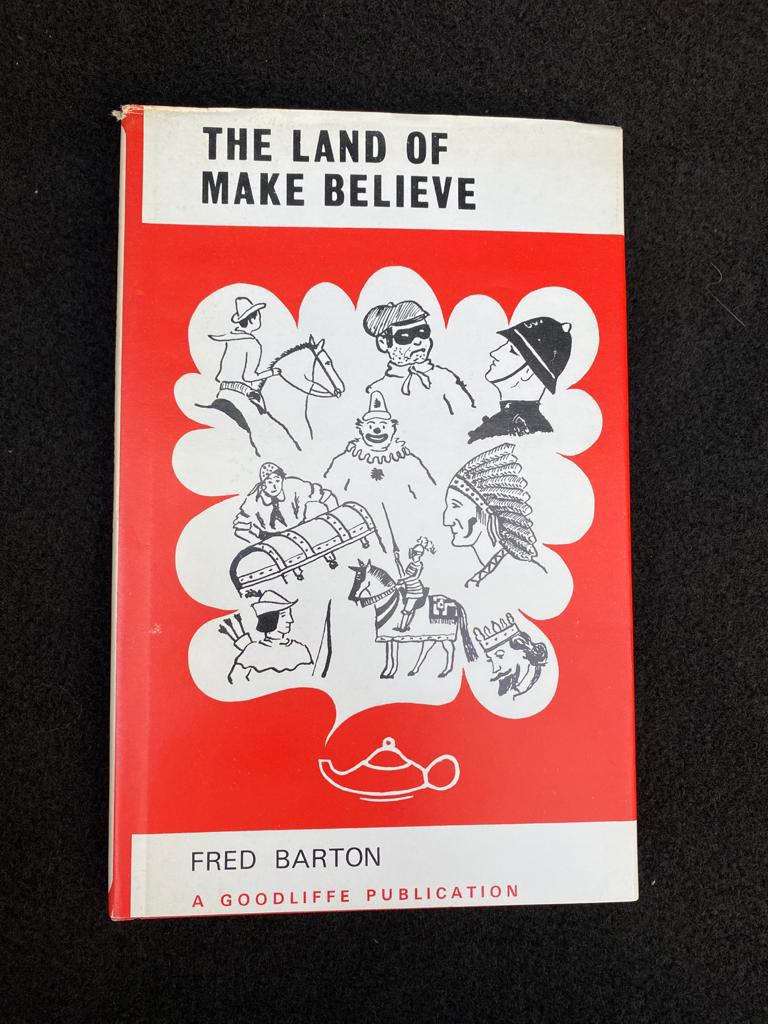 THE LAND OF
MAKE BELIEVE
FRED BARTON
A GOODLIFFE PUBLICATION